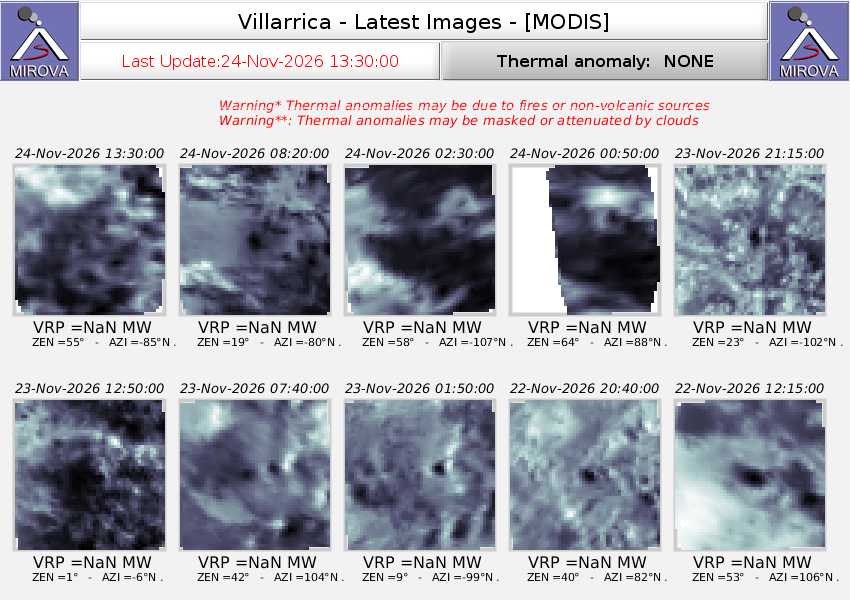 Villarrica - Latest Images - [MODIS]
MIROVA
Last Update:24-Nov-2026 13:30:00
Thermal anomaly: NONE
MIROVA
Warning* Thermal anomalies may be due to fires or non-volcanic sources
Warning**: Thermal anomalies may be masked or attenuated by clouds
24-Nov-2026 13:30:00 24-Nov-2026 08:20:00 24-Nov-2026 02:30:00 24-Nov-2026 00:50:00 23-Nov-2026 21:15:00
VRP =NaN MW VRP =NaN MW VRP =NaN MW VRP =NaN MW VRP =NaN MW
ZEN =55° - AZI =-85°N . ZEN =19° - AZI =-80°N . ZEN =58° - AZI =-107°N . ZEN =64° - AZI =88°N . ZEN =23° - AZI =-102°N .
23-Nov-2026 12:50:00 23-Nov-2026 07:40:00 23-Nov-2026 01:50:00 22-Nov-2026 20:40:00 22-Nov-2026 12:15:00
VRP =NaN MW VRP =NaN MW VRP =NaN MW VRP =NaN MW VRP =NaN MW
ZEN =1° - AZI =-6°N . ZEN =42° - AZI =104°N . ZEN =9° - AZI =-99°N . ZEN =40° - AZI =82°N . ZEN =53° - AZI =106°N .